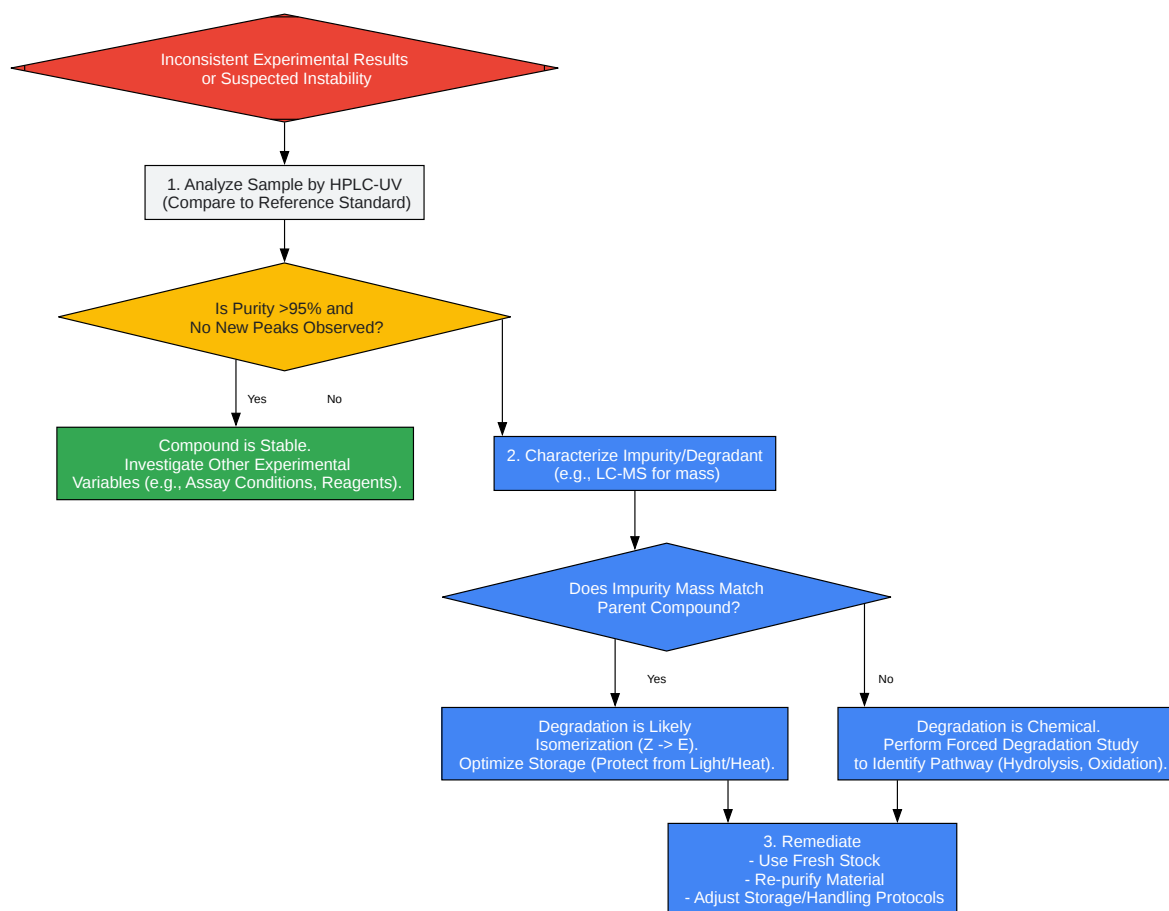 Inconsistent Experimental Results
or Suspected Instability
1. Analyze Sample by HPLC-UV
(Compare to Reference Standard)
Is Purity >95% and
No New Peaks Observed?
Yes
No
Compound is Stable.
Investigate Other Experimental
Variables (e.g., Assay Conditions, Reagents).
2. Characterize Impurity/Degradant
(e.g., LC-MS for mass)
Does Impurity Mass Match
Parent Compound?
Yes
No
Degradation is Likely
Isomerization (Z -> E).
Optimize Storage (Protect from Light/Heat).
Degradation is Chemical.
Perform Forced Degradation Study
to Identify Pathway (Hydrolysis, Oxidation).
3. Remediate
- Use Fresh Stock
- Re-purify Material
- Adjust Storage/Handling Protocols